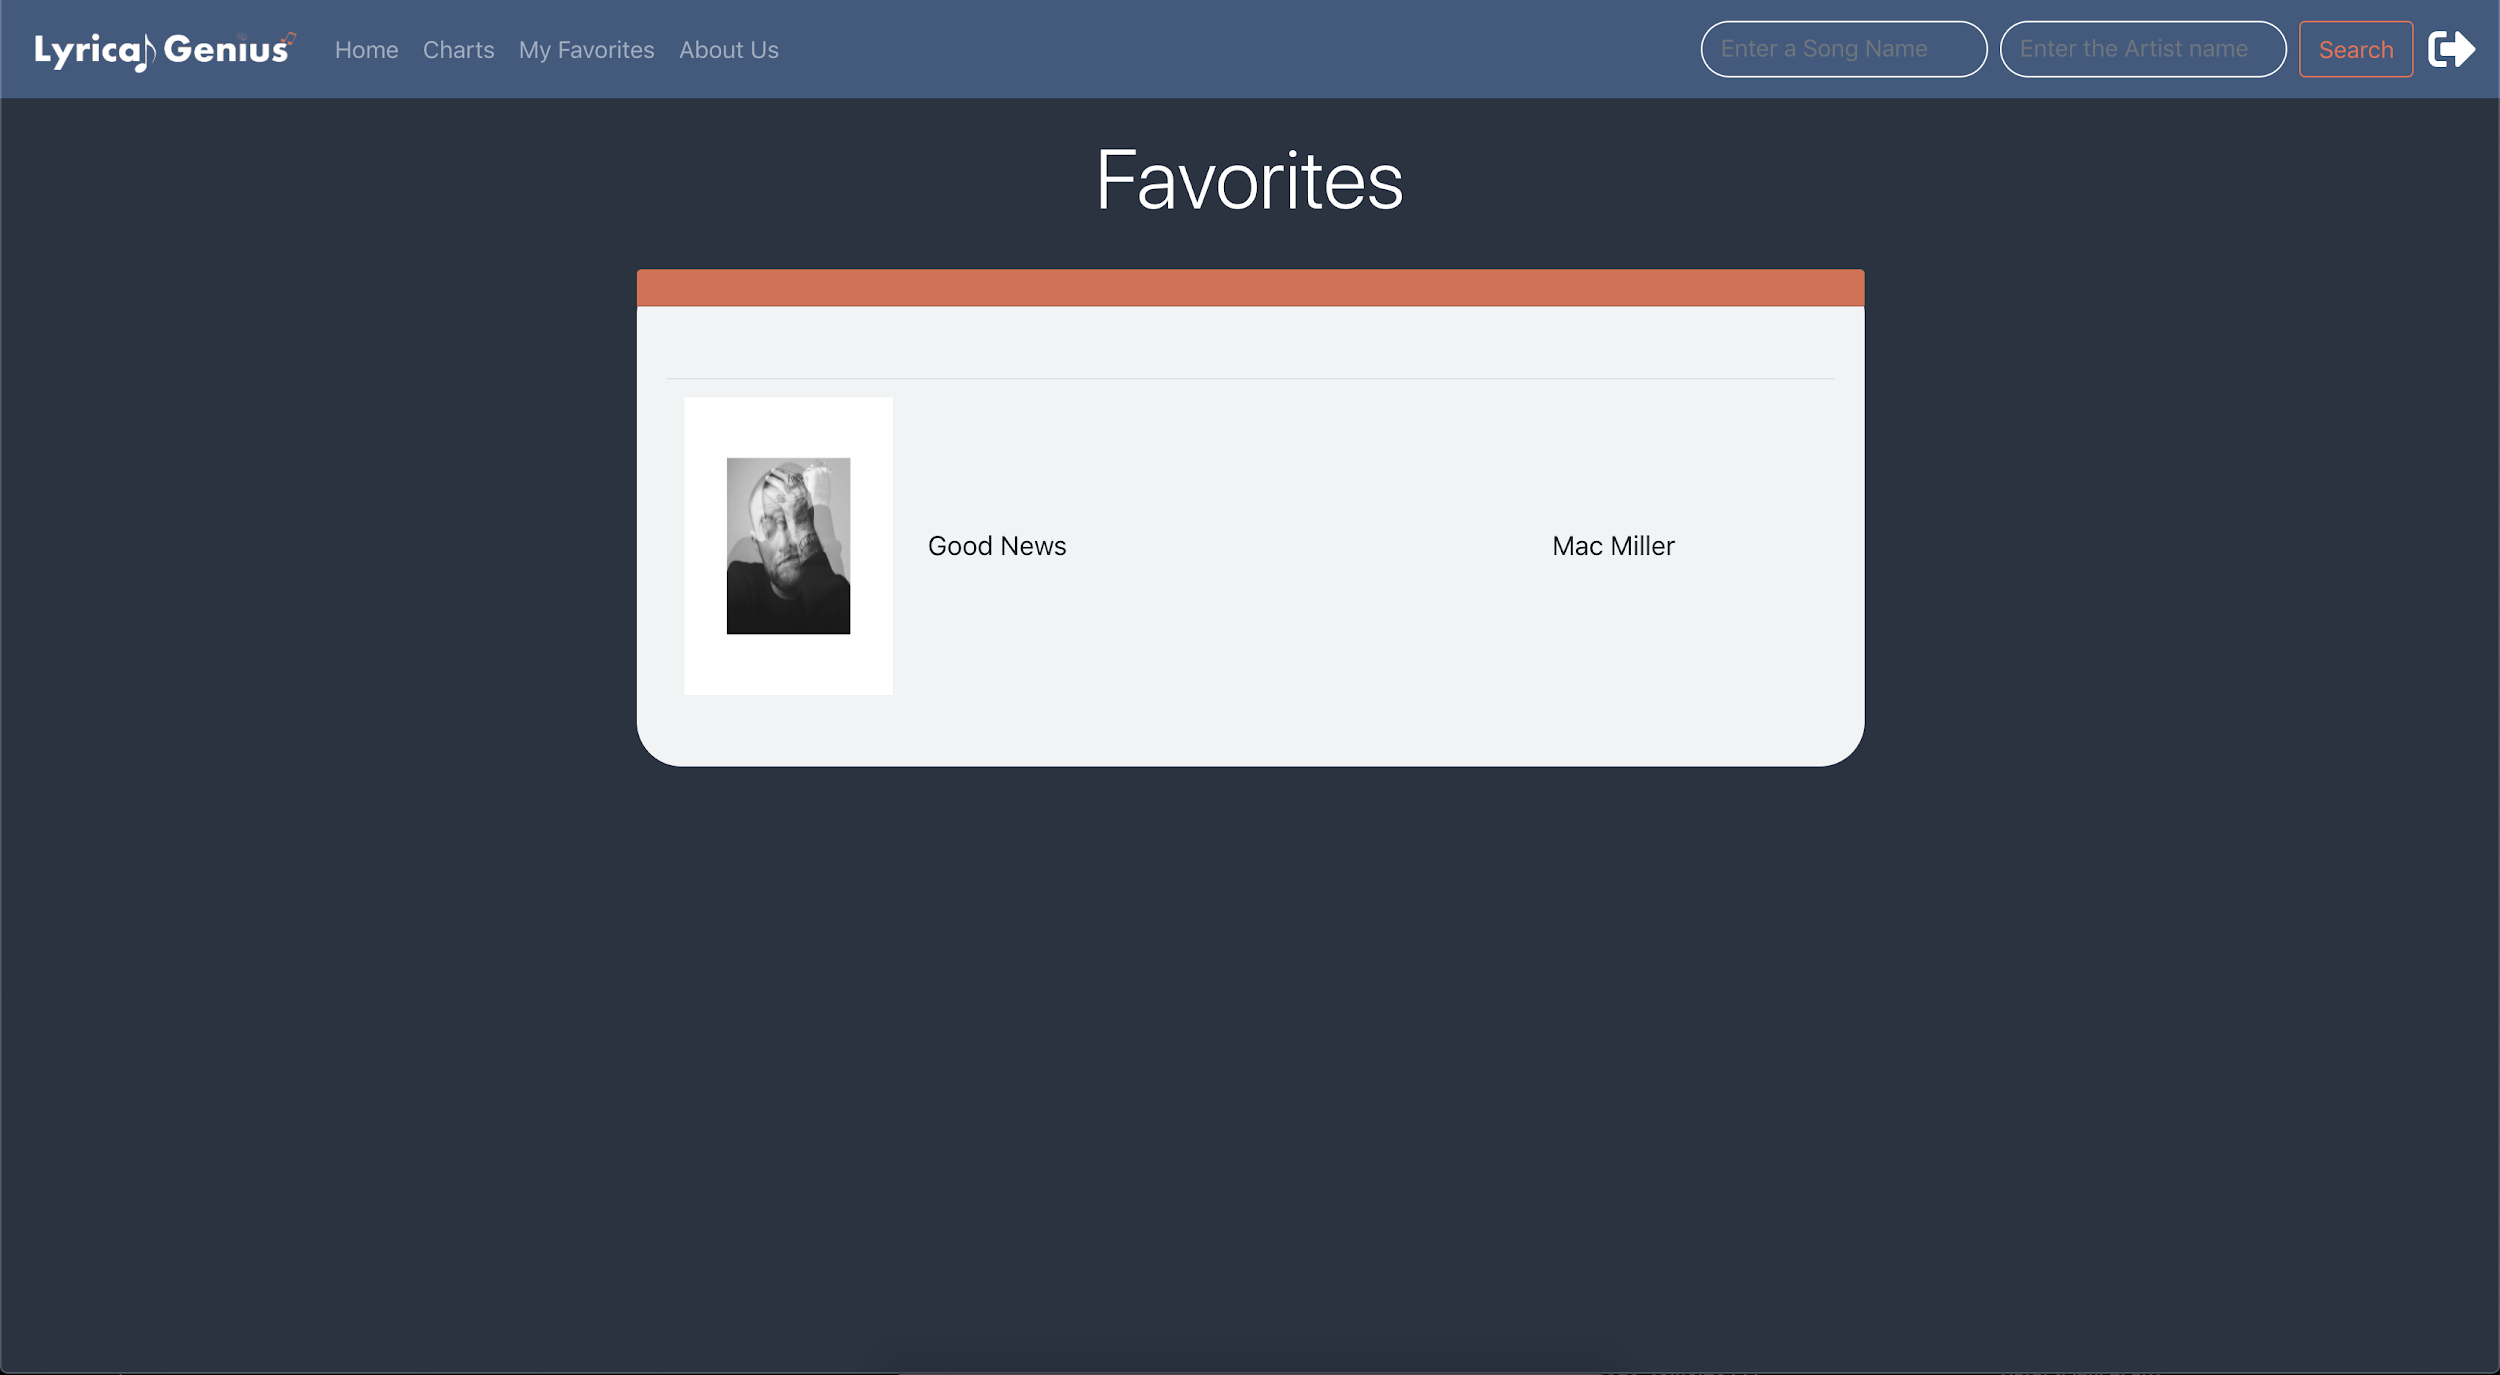 Lyrical Genius
Home Charts My Favorites About Us
Enter a Song Name
Enter the Artist name
Search
Favorites
Good News
Mac Miller